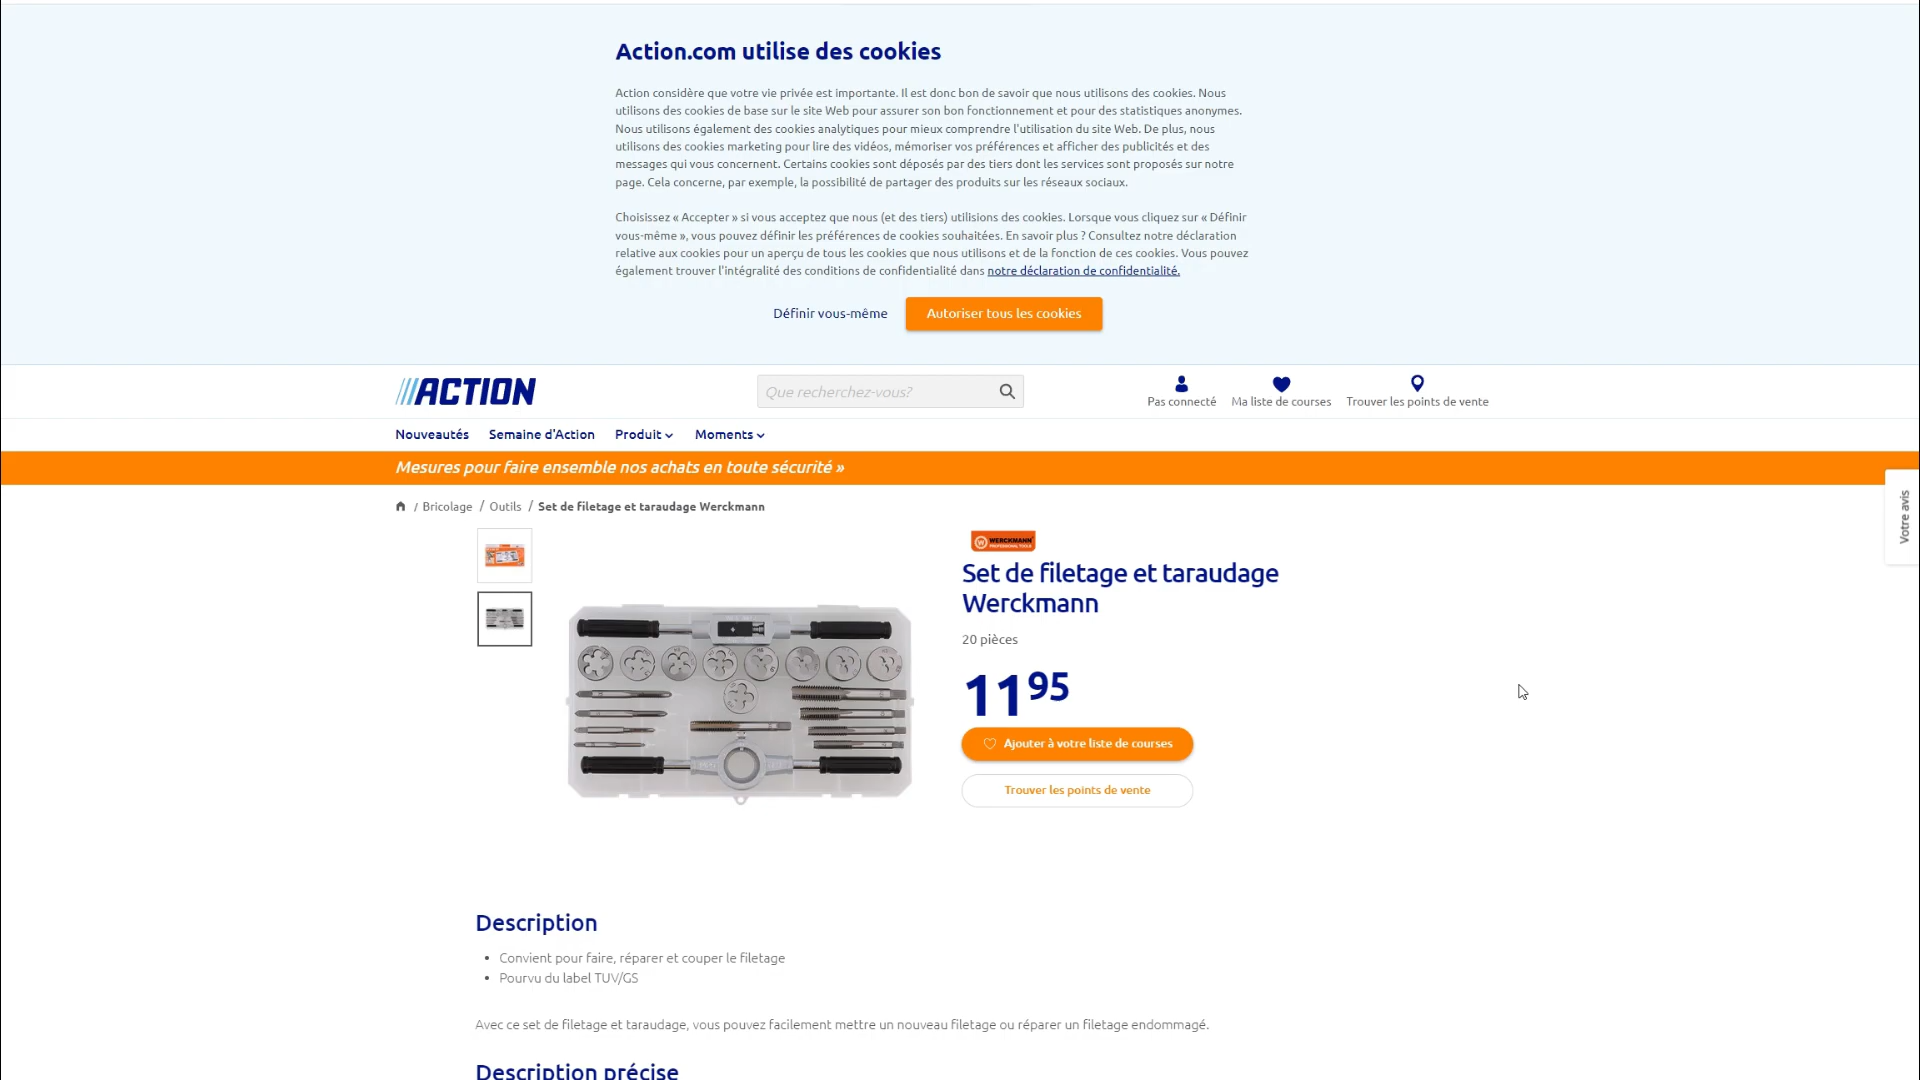 Action.com utilise des cookies
Action considère que votre vie privée est importante. Il est donc bon de savoir que nous utilisons des cookies. Nous
utilisons des cookies de base sur le site Web pour assurer son bon fonctionnement et pour des statistiques anonymes.
Nous utilisons également des cookies analytiques pour mieux comprendre l'utilisation du site Web. De plus, nous
utilisons des cookies marketing pour lire des vidéos, mémoriser vos préférences et afficher des publicités et des
messages qui vous concernent. Certains cookies sont déposés par des tiers dont les services sont proposés sur notre
page. Cela concerne, par exemple, la possibilité de partager des produits sur les réseaux sociaux.
Choisissez « Accepter » si vous acceptez que nous (et des tiers) utilisions des cookies. Lorsque vous cliquez sur « Définir
vous-même », vous pouvez définir les préférences de cookies souhaitées. En savoir plus ? Consultez notre déclaration
relative aux cookies pour un aperçu de tous les cookies que nous utilisons et de la fonction de ces cookies. Vous pouvez
également trouver l'intégralité des conditions de confidentialité dans notre déclaration de confidentialité.
Définir vous-même
Autoriser tous les cookies
ACTION
Que recherchez-vous?
Pas connecté
Ma liste de courses
Trouver les points de vente
Nouveautés
Semaine d'Action
Produit
Moments
Mesures pour faire ensemble nos achats en toute sécurité »
Votre avis
/ Bricolage / Outils / Set de filetage et taraudage Werckmann
WERCKMANN
PROFESSIONAL TOOLS
Set de filetage et taraudage
Werckmann
20 pièces
11 95
Ajouter à votre liste de courses
Trouver les points de vente
Description
• Convient pour faire, réparer et couper le filetage
• Pourvu du label TUV/GS
Avec ce set de filetage et taraudage, vous pouvez facilement mettre un nouveau filetage ou réparer un filetage endommagé.
Description précise